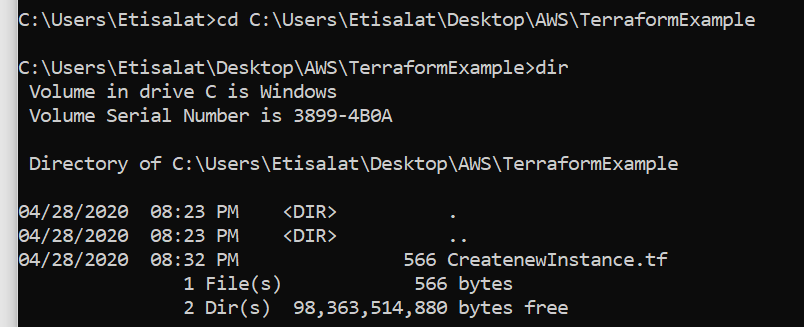 C:\Users\Etisalat>cd C:\Users\Etisalat\Desktop\AWS\TerraformExample
C:\Users\Etisalat\Desktop\AWS\TerraformExample>dir
 Volume in drive C is Windows
 Volume Serial Number is 3899-4B0A
 Directory of C:\Users\Etisalat\Desktop\AWS\TerraformExample
04/28/2020  08:23 PM    <DIR>          .
04/28/2020  08:23 PM    <DIR>          ..
04/28/2020  08:32 PM               566 CreatenewInstance.tf
               1 File(s)            566 bytes
               2 Dir(s)  98,363,514,880 bytes free